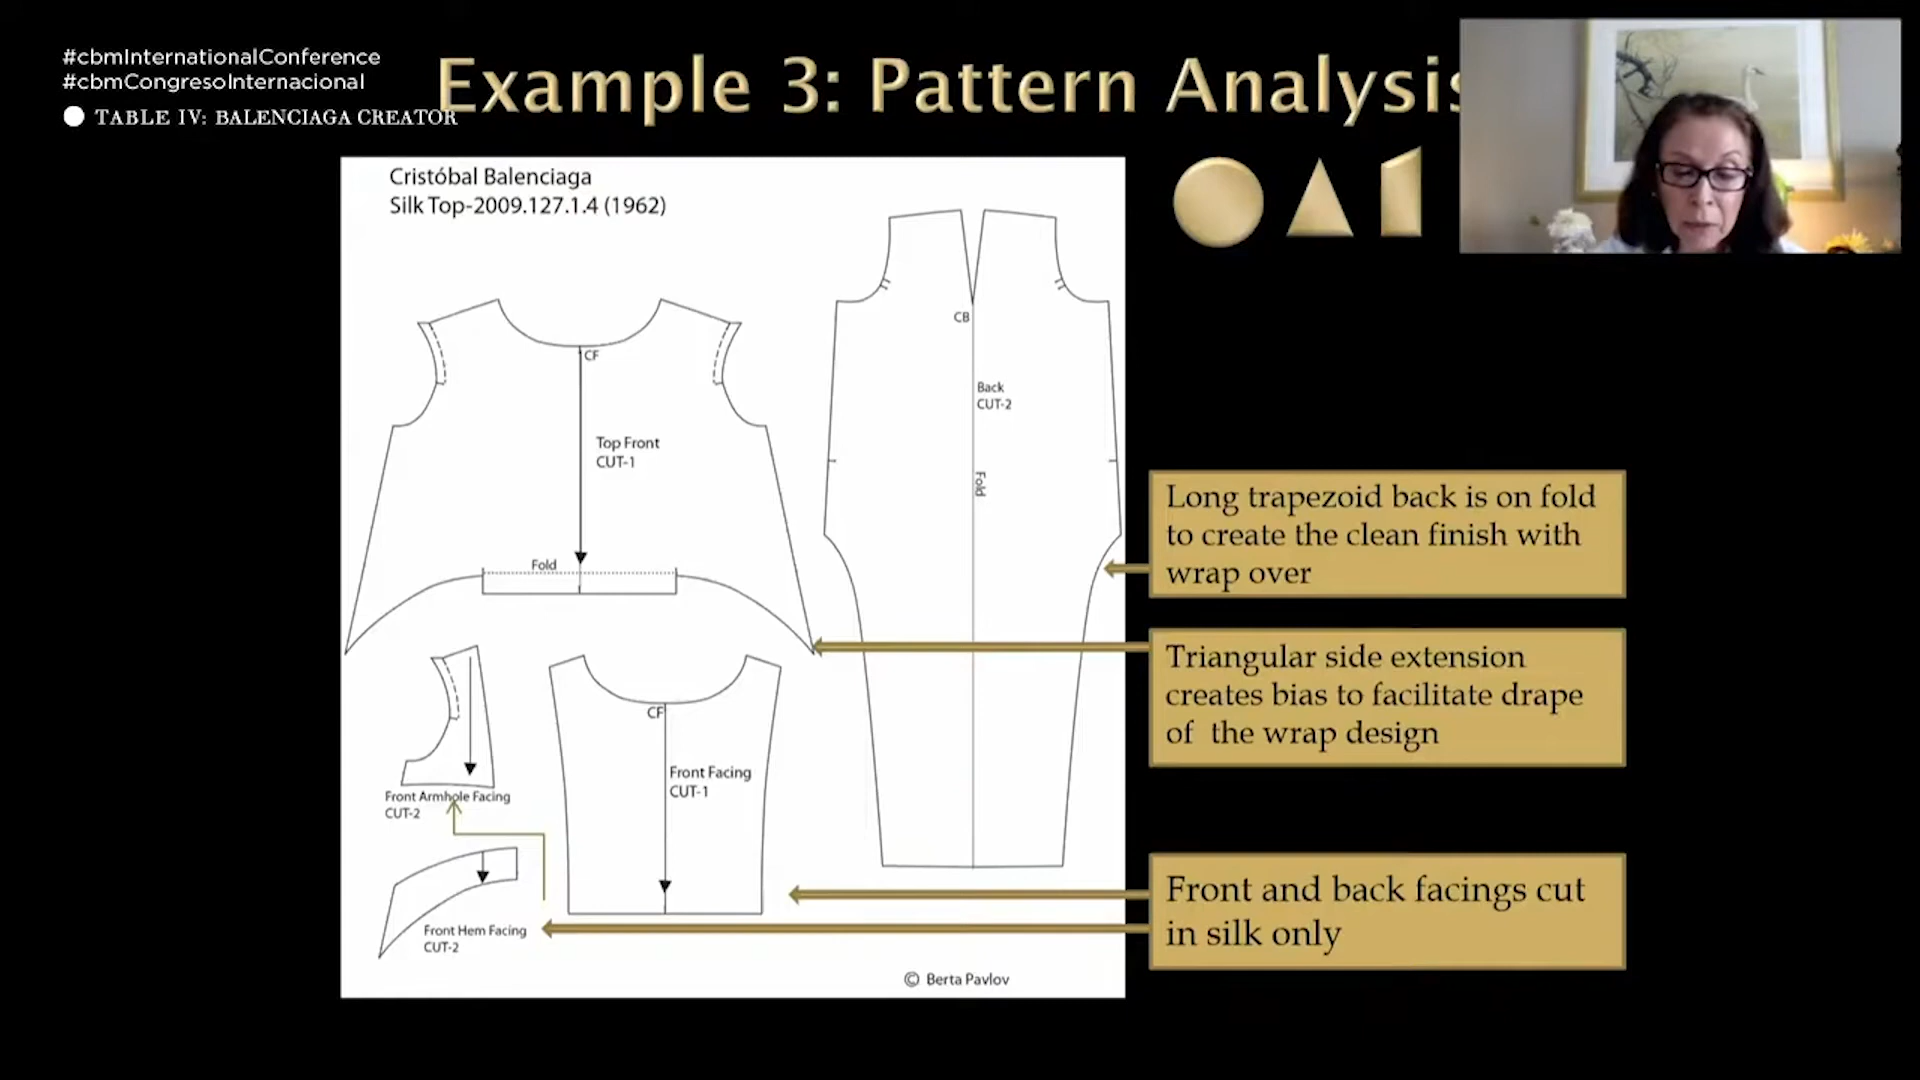 #cbmInternationalConference
#cbmCongresoInternacional
TABLE IV: BALENCIAGA CREATOR
Example 3: Pattern Analysis
Cristóbal Balenciaga
Silk Top-2009.127.1.4 (1962)
CF
Top Front
CUT-1
Fold
CB
Back
CUT-2
Fold
Front Armhole Facing
CUT-2
CF
Front Facing
CUT-1
Front Hem Facing
CUT-2
© Berta Pavlov
Long trapezoid back is on fold
to create the clean finish with
wrap over
Triangular side extension
creates bias to facilitate drape
of the wrap design
Front and back facings cut
in silk only